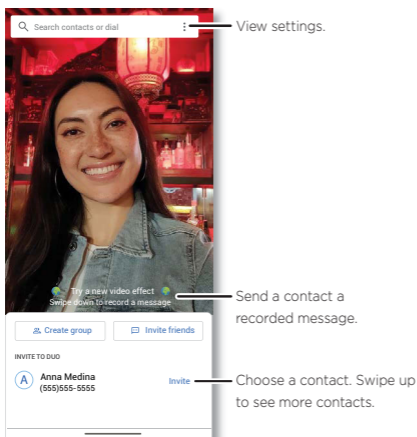 Search contacts or dial
View settings.
Try a new video effect
Swipe down to record a message
Send a contact a
recorded message.
Create group
Invite friends
INVITE TO DUO
A
Anna Medina
(555)555-5555
Invite
Choose a contact. Swipe up
to see more contacts.